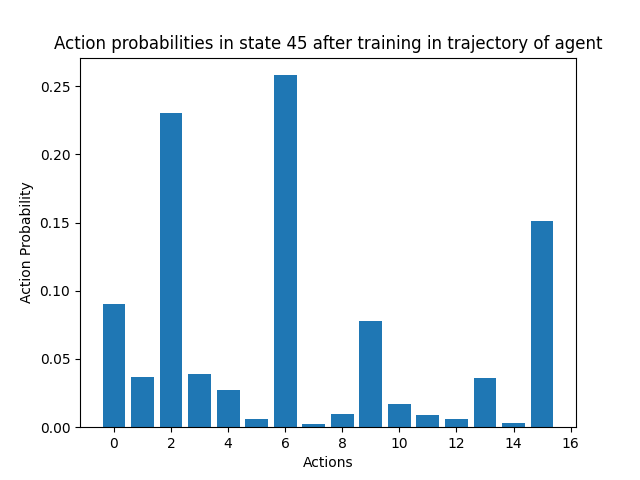 Action probabilities in state 45 after training in trajectory of agent
0.25
0.20
0.15
0.10
0.05
0.00
Action Probability
0 2 4 6 8 10 12 14 16
Actions